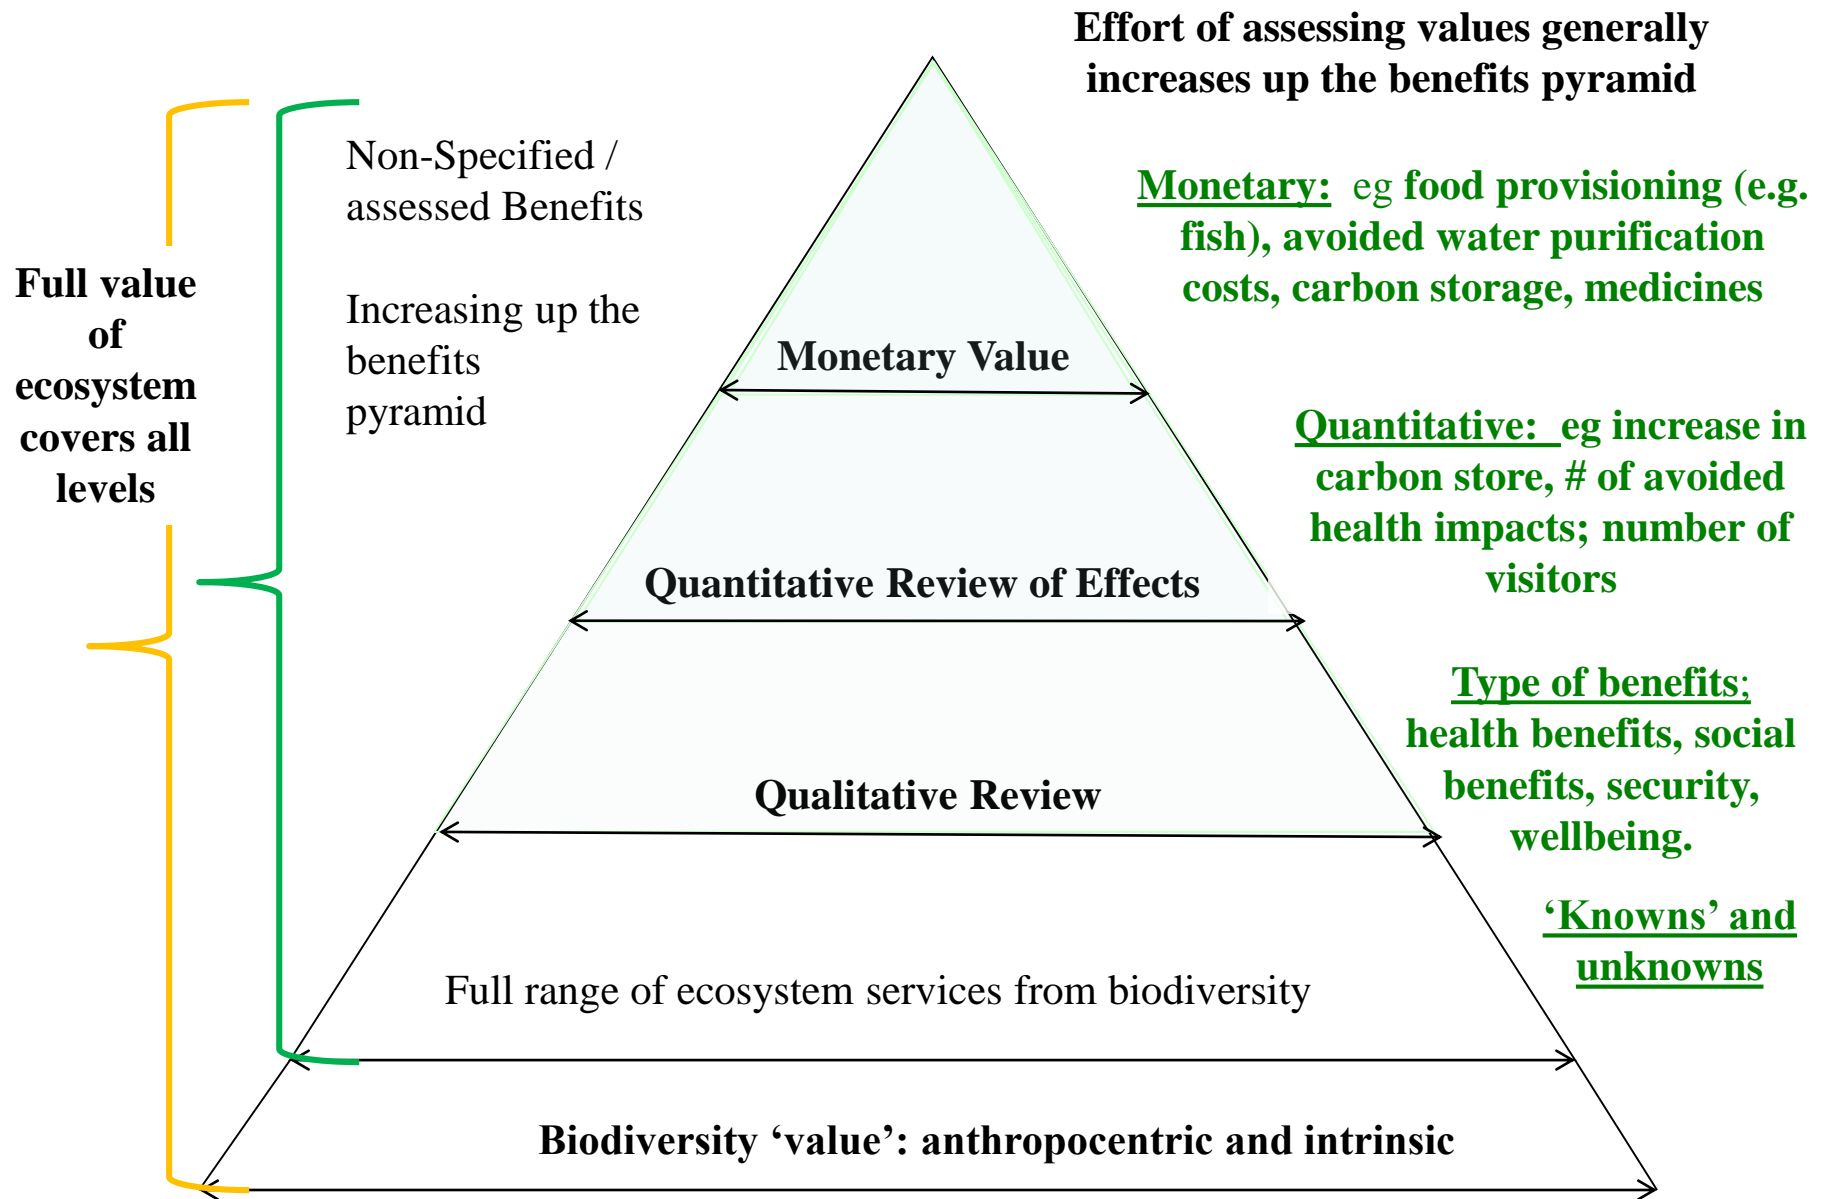 Effort of assessing values generally
increases up the benefits pyramid
Non-Specified /
assessed Benefits
Increasing up the
benefits
pyramid
Full value
of
ecosystem
covers all
levels
Monetary:  eg food provisioning (e.g.
fish), avoided water purification
costs, carbon storage, medicines
Monetary Value
Quantitative:  eg increase in
carbon store, # of avoided
health impacts; number of
visitors
Quantitative Review of Effects
Type of benefits;
health benefits, social
benefits, security,
wellbeing.
Qualitative Review
‘Knowns’ and
unknowns
Full range of ecosystem services from biodiversity
Biodiversity ‘value’: anthropocentric and intrinsic